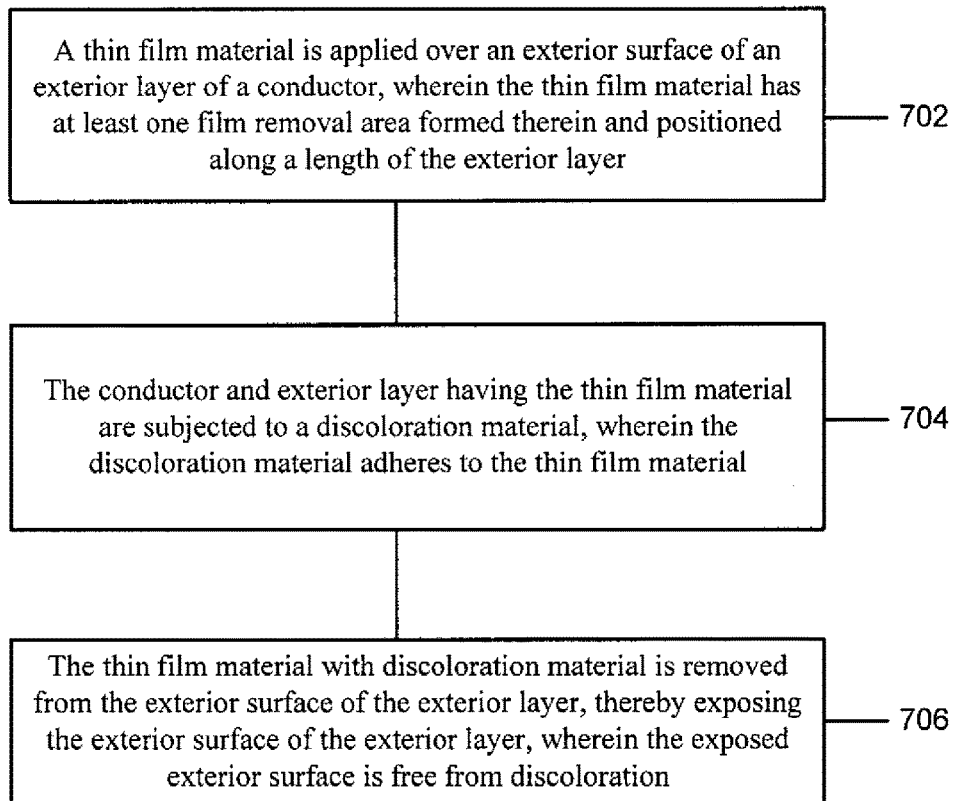 A thin film material is applied over an exterior surface of an
exterior layer of a conductor, wherein the thin film material has
at least one film removal area formed therein and positioned
along a length of the exterior layer
702
The conductor and exterior layer having the thin film material
are subjected to a discoloration material, wherein the
discoloration material adheres to the thin film material
704
The thin film material with discoloration material is removed
from the exterior surface of the exterior layer, thereby exposing
the exterior surface of the exterior layer, wherein the exposed
exterior surface is free from discoloration
706